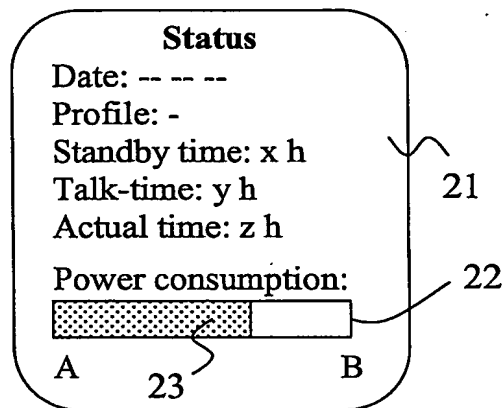 Status
Date: -- -- --
Profile: -
Standby time: x h
Talk-time: y h
Actual time: z h
Power consumption:
A B
21
22
23